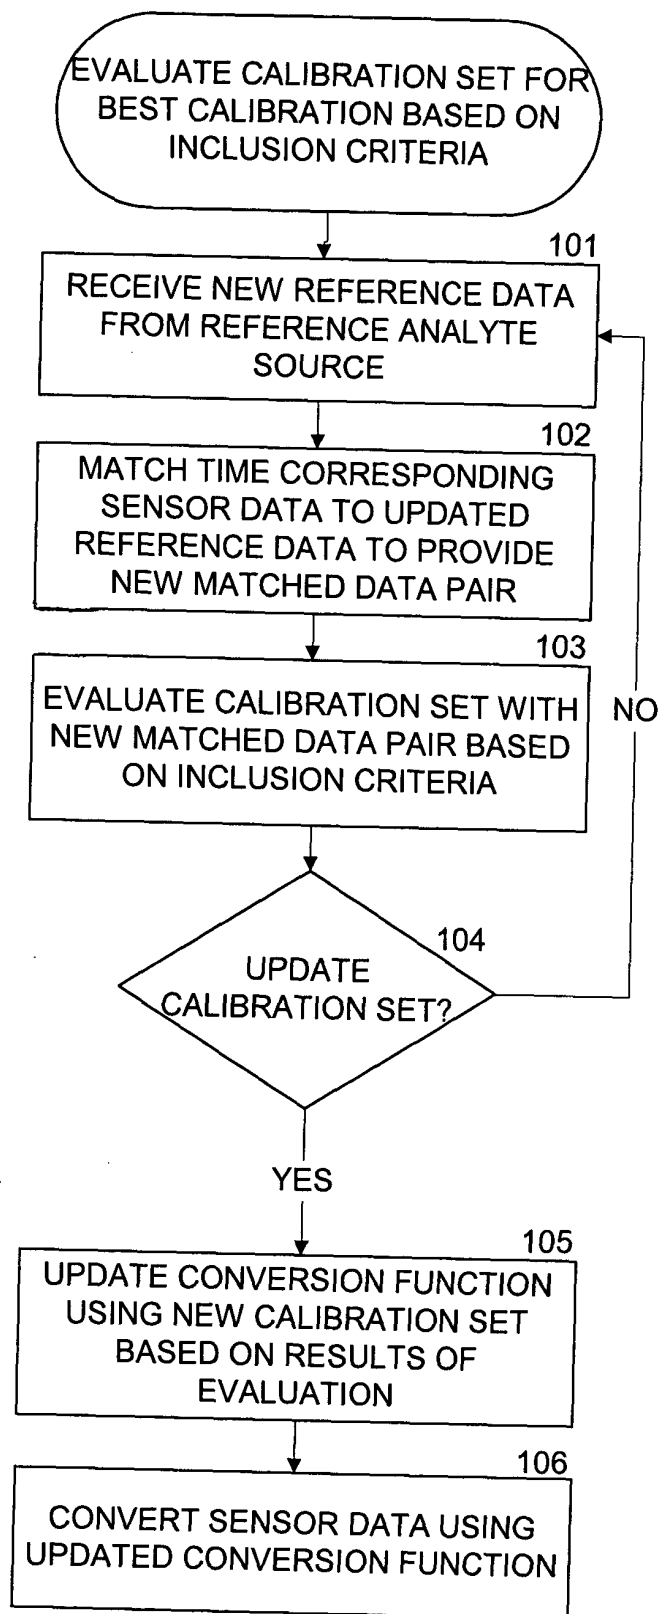 EVALUATE CALIBRATION SET FOR
BEST CALIBRATION BASED ON
INCLUSION CRITERIA
101
RECEIVE NEW REFERENCE DATA
FROM REFERENCE ANALYTE
SOURCE
102
MATCH TIME CORRESPONDING
SENSOR DATA TO UPDATED
REFERENCE DATA TO PROVIDE
NEW MATCHED DATA PAIR
103
EVALUATE CALIBRATION SET WITH
NEW MATCHED DATA PAIR BASED
ON INCLUSION CRITERIA
NO
104
UPDATE
CALIBRATION SET?
YES
105
UPDATE CONVERSION FUNCTION
USING NEW CALIBRATION SET
BASED ON RESULTS OF
EVALUATION
106
CONVERT SENSOR DATA USING
UPDATED CONVERSION FUNCTION